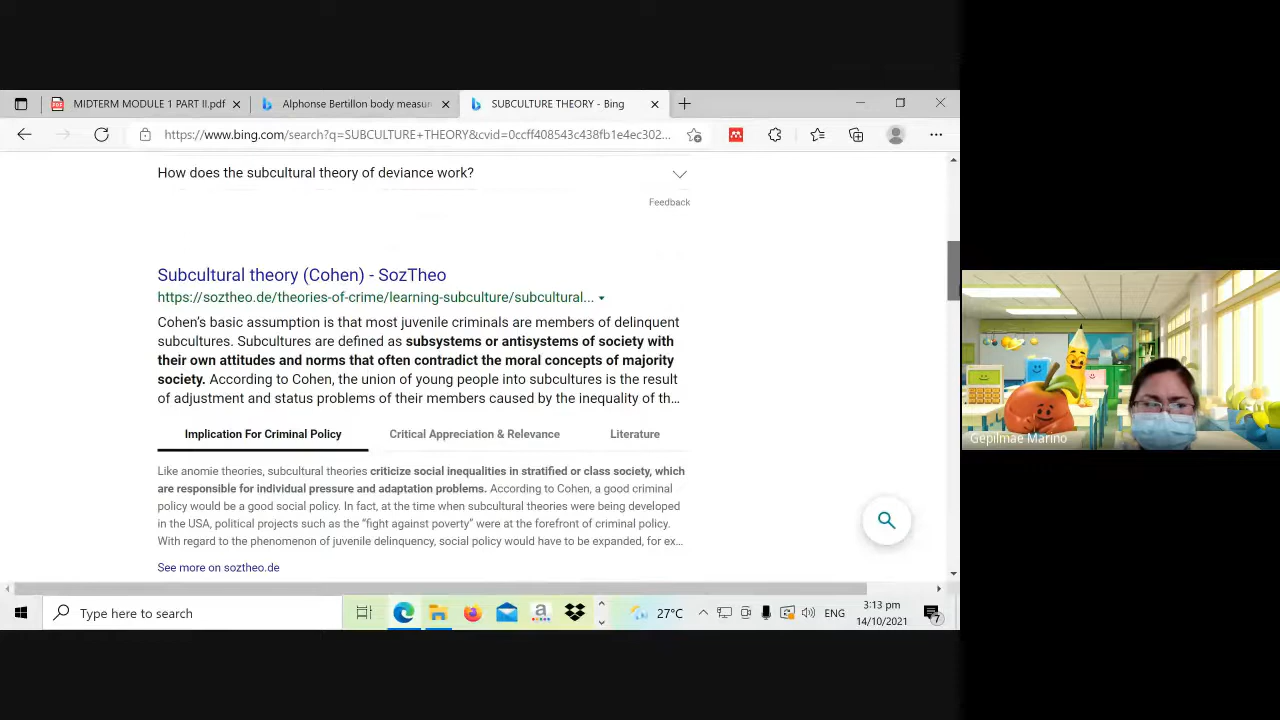 MIDTERM MODULE 1 PART II.pdf
Alphonse Bertillon body measur
SUBCULTURE THEORY - Bing
https://www.bing.com/search?q=SUBCULTURE+THEORY&cvid=0ccff408543c438fb1e4ec302...
How does the subcultural theory of deviance work?
Feedback
Subcultural theory (Cohen) - SozTheo
https://soztheo.de/theories-of-crime/learning-subculture/subcultural...
Cohen's basic assumption is that most juvenile criminals are members of delinquent
subcultures. Subcultures are defined as subsystems or antisystems of society with
their own attitudes and norms that often contradict the moral concepts of majority
society. According to Cohen, the union of young people into subcultures is the result
of adjustment and status problems of their members caused by the inequality of th...
Implication For Criminal Policy
Critical Appreciation & Relevance
Literature
Like anomie theories, subcultural theories criticize social inequalities in stratified or class society, which
are responsible for individual pressure and adaptation problems. According to Cohen, a good criminal
policy would be a good social policy. In fact, at the time when subcultural theories were being developed
in the USA, political projects such as the “fight against poverty” were at the forefront of criminal policy.
With regard to the phenomenon of juvenile delinquency, social policy would have to be expanded, for ex...
See more on soztheo.de
Gepilmae Marino
Type here to search
27°C
ENG
3:13 pm
14/10/2021
7